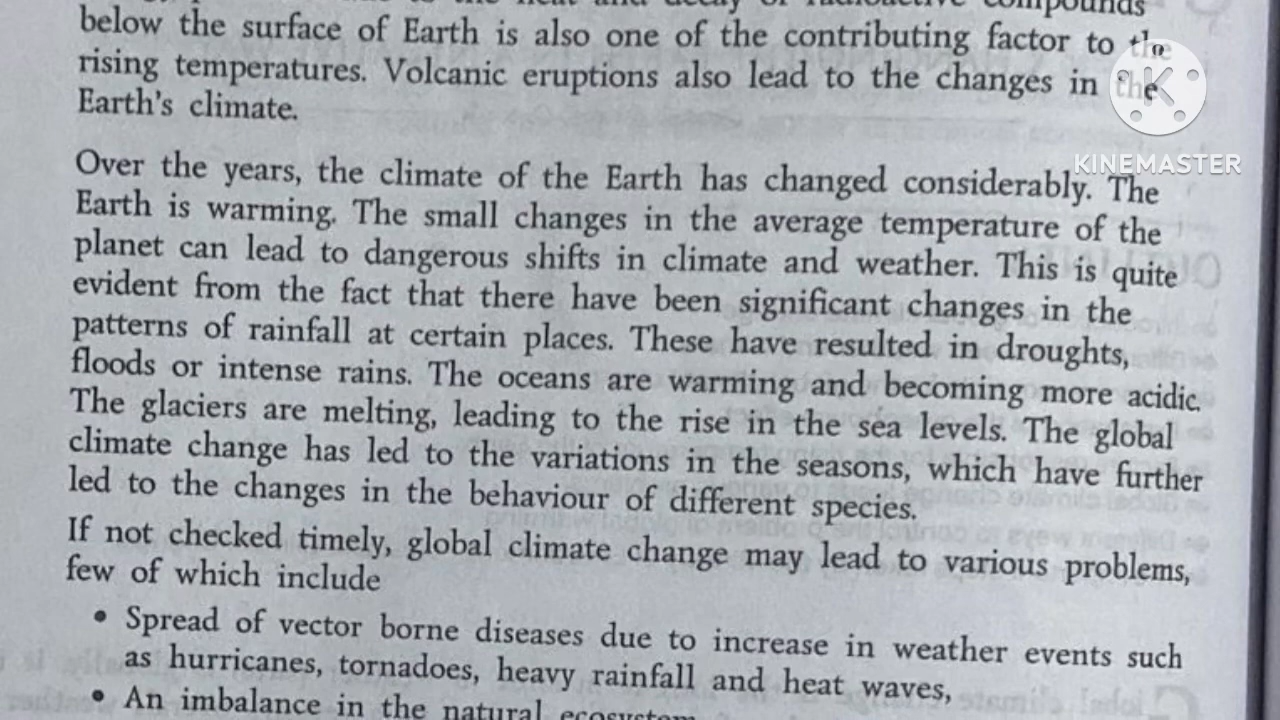 below the surface of Earth is also one of the contributing factor to the
rising temperatures. Volcanic eruptions also lead to the changes in the
Earth's climate.
KINEMASTER
Over the years, the climate of the Earth has changed considerably. The
Earth is warming. The small changes in the average temperature of the
planet can lead to dangerous shifts in climate and weather. This is quite
evident from the fact that there have been significant changes in the
patterns of rainfall at certain places. These have resulted in droughts,
floods or intense rains. The oceans are warming and becoming more acidic.
The glaciers are melting, leading to the rise in the sea levels. The global
climate change has led to the variations in the seasons, which have further
led to the changes in the behaviour of different species.
If not checked timely, global climate change may lead to various problems,
few of which include
• Spread of vector borne diseases due to increase in weather events such
as hurricanes, tornadoes, heavy rainfall and heat waves,
• An imbalance in the natural ecosystem